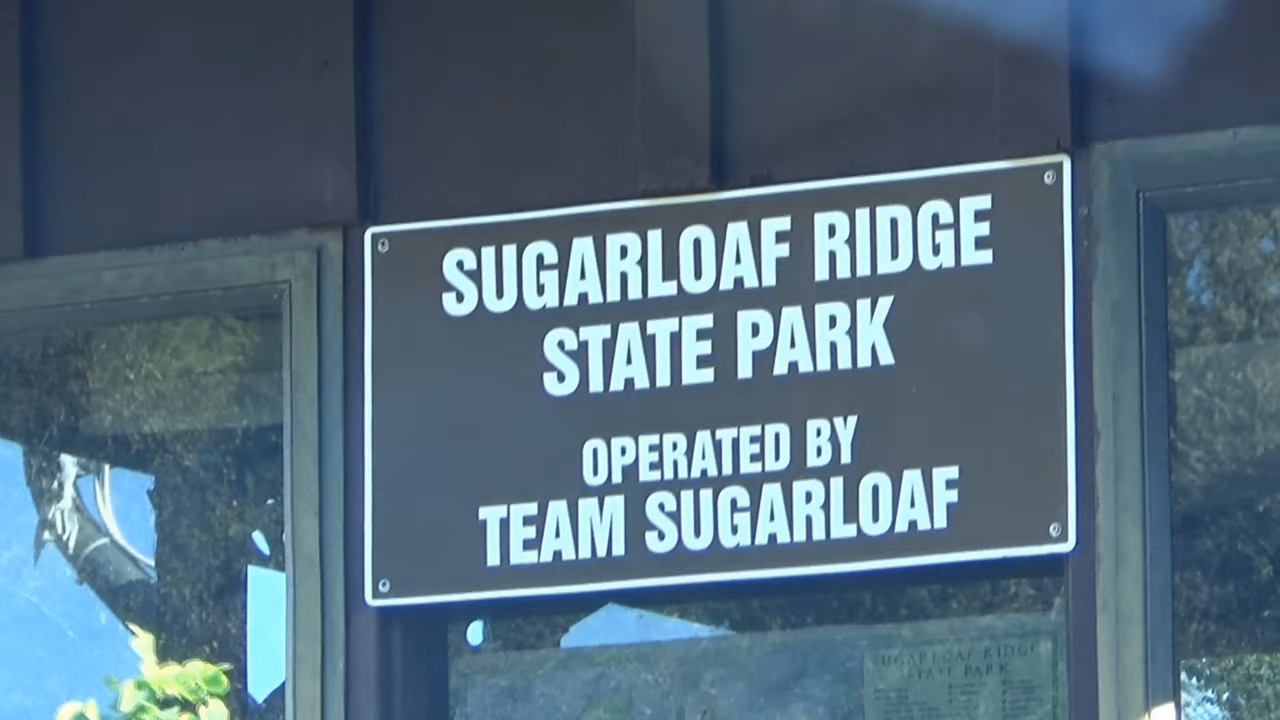 SUGARLOAF RIDGE
STATE PARK
OPERATED BY
TEAM SUGARLOAF
SUGARLOAF RIDGE
STATE PARK